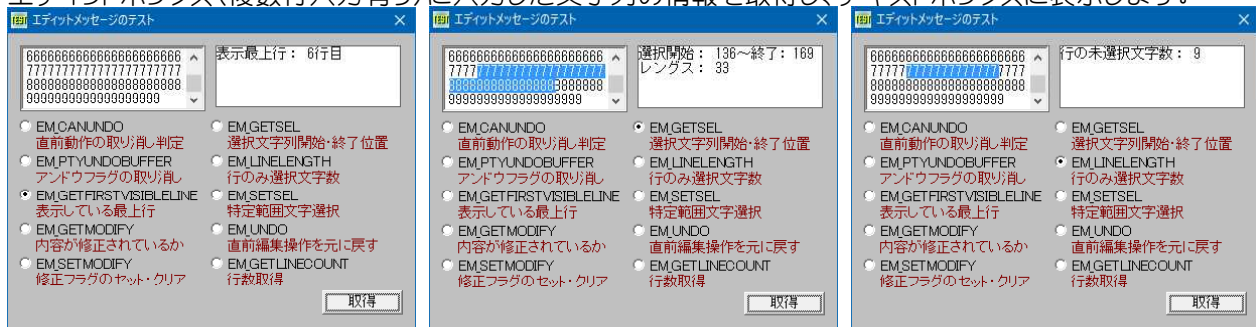 エディットボックス(複数行入力有り)に入力した文字列の情報を取得し、テキストボックスに表示します。
エディットメッセージのテスト
66666666666666666666
77777777777777777777
88888888888888888888
99999999999999999
表示最上行： 6行目
EM_CANUNDO
直前動作の取り消し判定
EM_PTYUNDOBUFFER
アンドウフラグの取り消し
EM_GETFIRSTVISIBLELINE
表示している最上行
EM_GETMODIFY
内容が修正されているか
EM_SETMODIFY
修正フラグのセット・クリア
EM_GETSEL
選択文字列開始・終了位置
EM_LINELENGTH
行のみ選択文字数
EM_SETSEL
特定範囲文字選択
EM_UNDO
直前編集操作を元に戻す
EM_GETLINECOUNT
行数取得
取得
エディットメッセージのテスト
66666666666666666666
77777777777777777777
88888888888888888888
99999999999999999
選択開始： 136～終了：169
レングス： 33
EM_CANUNDO
直前動作の取り消し判定
EM_PTYUNDOBUFFER
アンドウフラグの取り消し
EM_GETFIRSTVISIBLELINE
表示している最上行
EM_GETMODIFY
内容が修正されているか
EM_SETMODIFY
修正フラグのセット・クリア
EM_GETSEL
選択文字列開始・終了位置
EM_LINELENGTH
行のみ選択文字数
EM_SETSEL
特定範囲文字選択
EM_UNDO
直前編集操作を元に戻す
EM_GETLINECOUNT
行数取得
取得
エディットメッセージのテスト
66666666666666666666
77777777777777777777
88888888888888888888
99999999999999999
行の未選択文字数： 9
EM_CANUNDO
直前動作の取り消し判定
EM_PTYUNDOBUFFER
アンドウフラグの取り消し
EM_GETFIRSTVISIBLELINE
表示している最上行
EM_GETMODIFY
内容が修正されているか
EM_SETMODIFY
修正フラグのセット・クリア
EM_GETSEL
選択文字列開始・終了位置
EM_LINELENGTH
行のみ選択文字数
EM_SETSEL
特定範囲文字選択
EM_UNDO
直前編集操作を元に戻す
EM_GETLINECOUNT
行数取得
取得